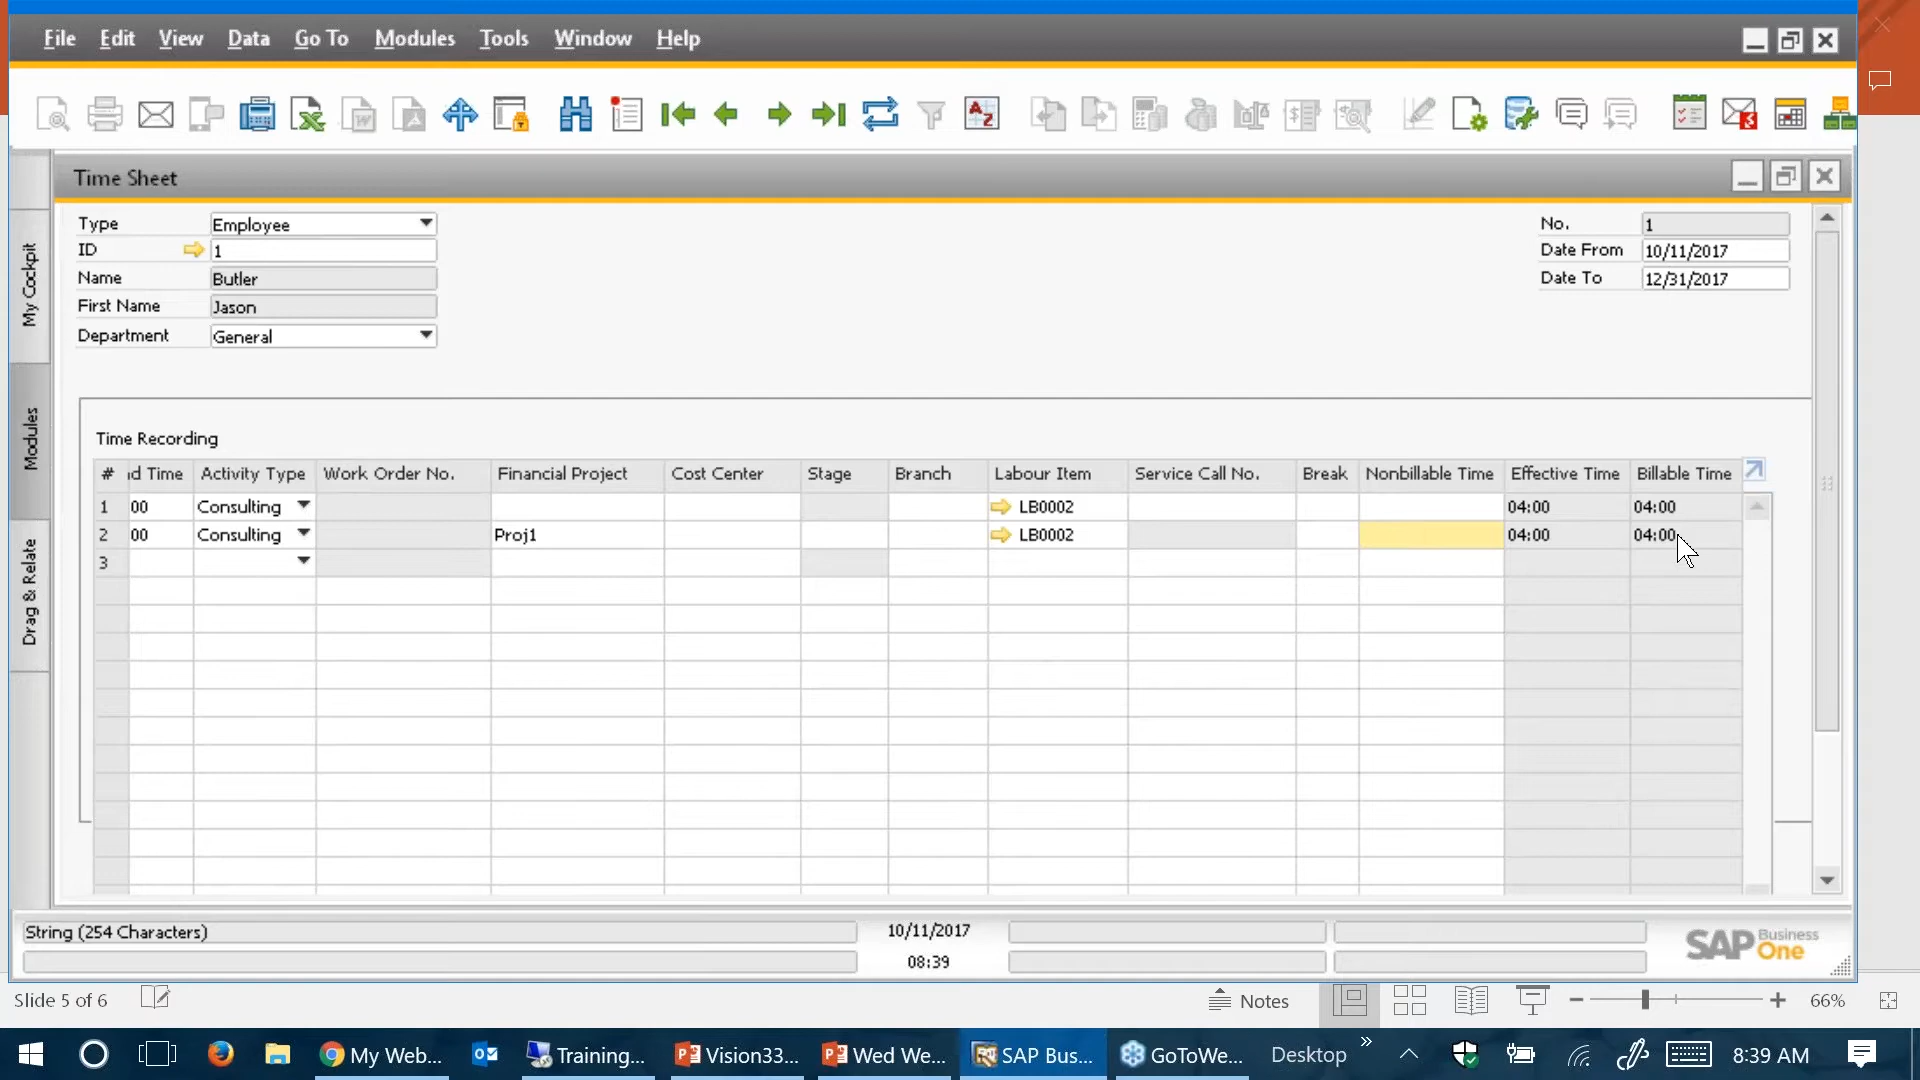 File Edit View Data Go To Modules Tools Window Help
Time Sheet
Type Employee
ID 1
Name Butler
First Name Jason
Department General
No. 1
Date From 10/11/2017
Date To 12/31/2017
My Cockpit
Modules
Drag & Relate
Time Recording
# d Time Activity Type Work Order No. Financial Project Cost Center Stage Branch Labour Item Service Call No. Break Nonbillable Time Effective Time Billable Time
1 00 Consulting LB0002 04:00 04:00
2 00 Consulting Proj1 LB0002 04:00 04:00
3
String (254 Characters)
10/11/2017
08:39
SAP Business One
Slide 5 of 6
Notes
66%
My Web...
Training...
Vision33...
Wed We...
SAP Bus...
GoToWe...
Desktop
8:39 AM